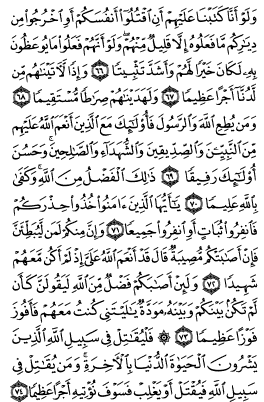 وَلَوْ أَنَّا كَتَبْنَا عَلَيْهِمْ أَنِ ٱقْتُلُوٓا۟ أَنفُسَكُمْ أَوِ ٱخْرُجُوا۟ مِن
دِيَٰرِكُم مَّا فَعَلُوهُ إِلَّا قَلِيلٌ مِّنْهُمْ ۖ وَلَوْ أَنَّهُمْ فَعَلُوا۟ مَا يُوعَظُونَ
بِهِۦ لَكَانَ خَيْرًا لَّهُمْ وَأَشَدَّ تَثْبِيتًا ٦٦ وَإِذًا لَّءَاتَيْنَٰهُم مِّن
لَّدُنَّآ أَجْرًا عَظِيمًا ٦٧ وَلَهَدَيْنَٰهُمْ صِرَٰطًا مُّسْتَقِيمًا ٦٨
وَمَن يُطِعِ ٱللَّهَ وَٱلرَّسُولَ فَأُو۟لَٰٓئِكَ مَعَ ٱلَّذِينَ أَنْعَمَ ٱللَّهُ عَلَيْهِم
مِّنَ ٱلنَّبِيِّـۧنَ وَٱلصِّدِّيقِينَ وَٱلشُّهَدَآءِ وَٱلصَّٰلِحِينَ ۚ وَحَسُنَ
أُو۟لَٰٓئِكَ رَفِيقًا ٦٩ ذَٰلِكَ ٱلْفَضْلُ مِنَ ٱللَّهِ ۚ وَكَفَىٰ
بِٱللَّهِ عَلِيمًا ٧٠ يَٰٓأَيُّهَا ٱلَّذِينَ ءَامَنُوا۟ خُذُوا۟ حِذْرَكُمْ
فَٱنفِرُوا۟ ثُبَاتٍ أَوِ ٱنفِرُوا۟ جَمِيعًا ٧١ وَإِنَّ مِنكُمْ لَمَن لَّيُبَطِّئَنَّ
فَإِنْ أَصَٰبَتْكُم مُّصِيبَةٌ قَالَ قَدْ أَنْعَمَ ٱللَّهُ عَلَىَّ إِذْ لَمْ أَكُن مَّعَهُمْ
شَهِيدًا ٧٢ وَلَئِنْ أَصَٰبَكُمْ فَضْلٌ مِّنَ ٱللَّهِ لَيَقُولَنَّ كَأَن
لَّمْ تَكُنۢ بَيْنَكُمْ وَبَيْنَهُۥ مَوَدَّةٌ يَٰلَيْتَنِى كُنتُ مَعَهُمْ فَأَفُوزَ
فَوْزًا عَظِيمًا ٧٣ ۞ فَلْيُقَٰتِلْ فِى سَبِيلِ ٱللَّهِ ٱلَّذِينَ
يَشْرُونَ ٱلْحَيَوٰةَ ٱلدُّنْيَا بِٱلْءَاخِرَةِ ۚ وَمَن يُقَٰتِلْ فِى
سَبِيلِ ٱللَّهِ فَيُقْتَلْ أَوْ يَغْلِبْ فَسَوْفَ نُؤْتِيهِ أَجْرًا عَظِيمًا ٧٤